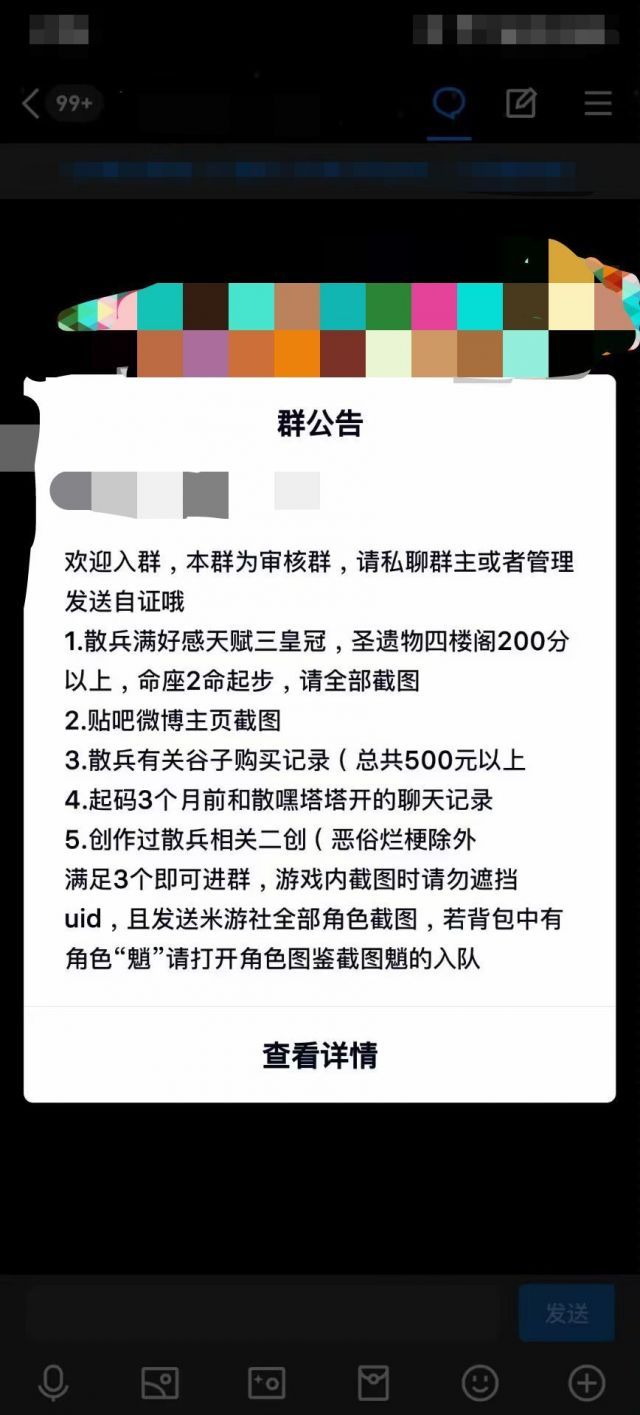 99+
群公告
欢迎入群，本群为审核群，请私聊群主或者管理
发送自证哦
1.散兵满好感天赋三皇冠，圣遗物四楼阁200分
以上，命座2命起步，请全部截图
2.贴吧微博主页截图
3.散兵有关谷子购买记录（总共500元以上
4.起码3个月前和散嘿塔塔开的聊天记录
5.创作过散兵相关二创（恶俗烂梗除外
满足3个即可进群，游戏内截图时请勿遮挡
uid，且发送米游社全部角色截图，若背包中有
角色“魈”请打开角色图鉴截图魈的入队
查看详情
发送